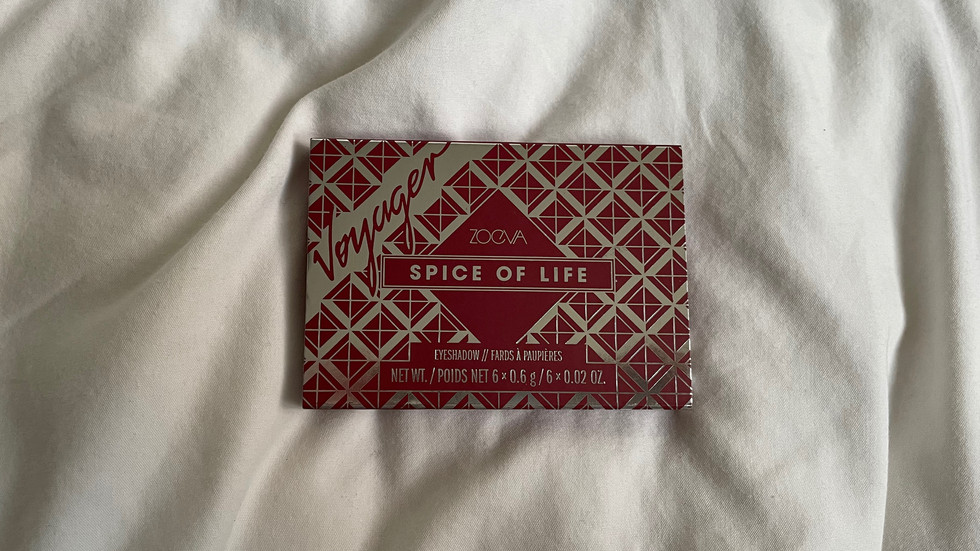 Voyager
ZOEVA
SPICE OF LIFE
EYESHADOW // FARDS À PAUPIÈRES
NET WT. / POIDS NET 6 x 0.6 g / 6 x 0.02 OZ.